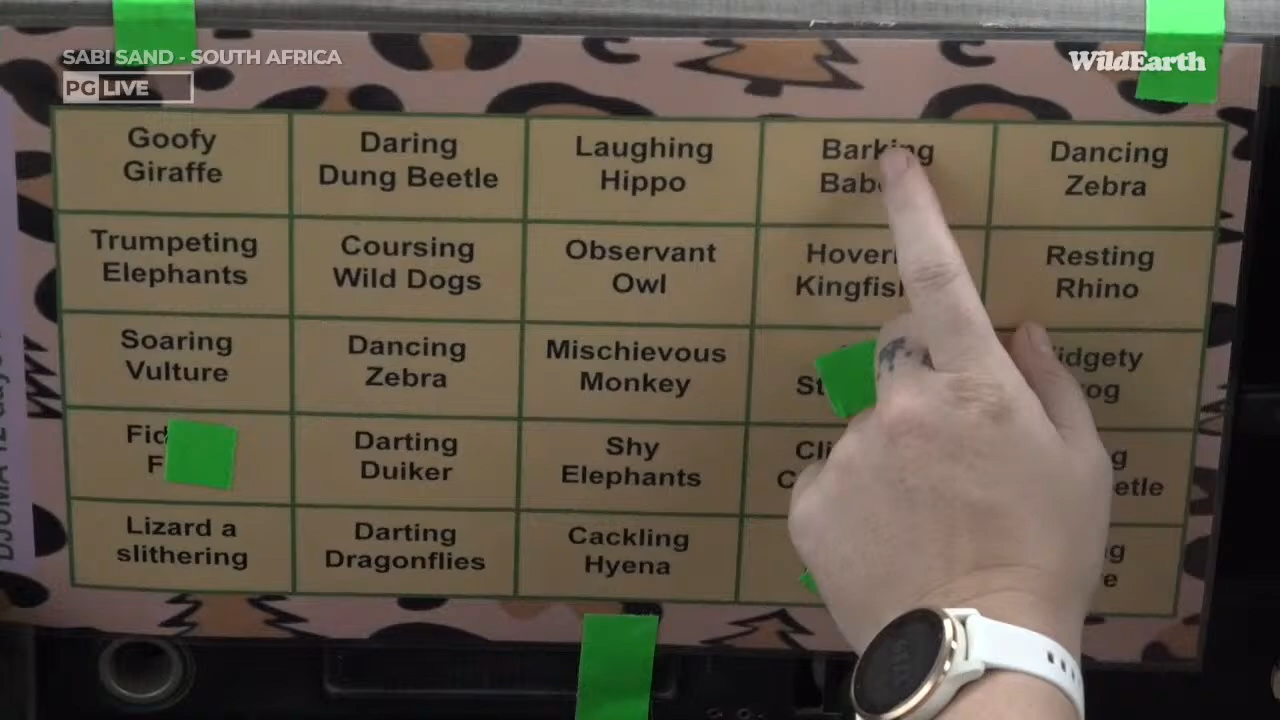 SABI SAND - SOUTH AFRICA
PG LIVE
WildEarth
Goofy
Giraffe
Daring
Dung Beetle
Laughing
Hippo
Barking
Dancing
Zebra
Trumpeting
Elephants
Coursing
Wild Dogs
Observant
Owl
Resting
Rhino
Soaring
Vulture
Dancing
Zebra
Mischievous
Monkey
Darting
Duiker
Shy
Elephants
Lizard a
slithering
Darting
Dragonflies
Cackling
Hyena